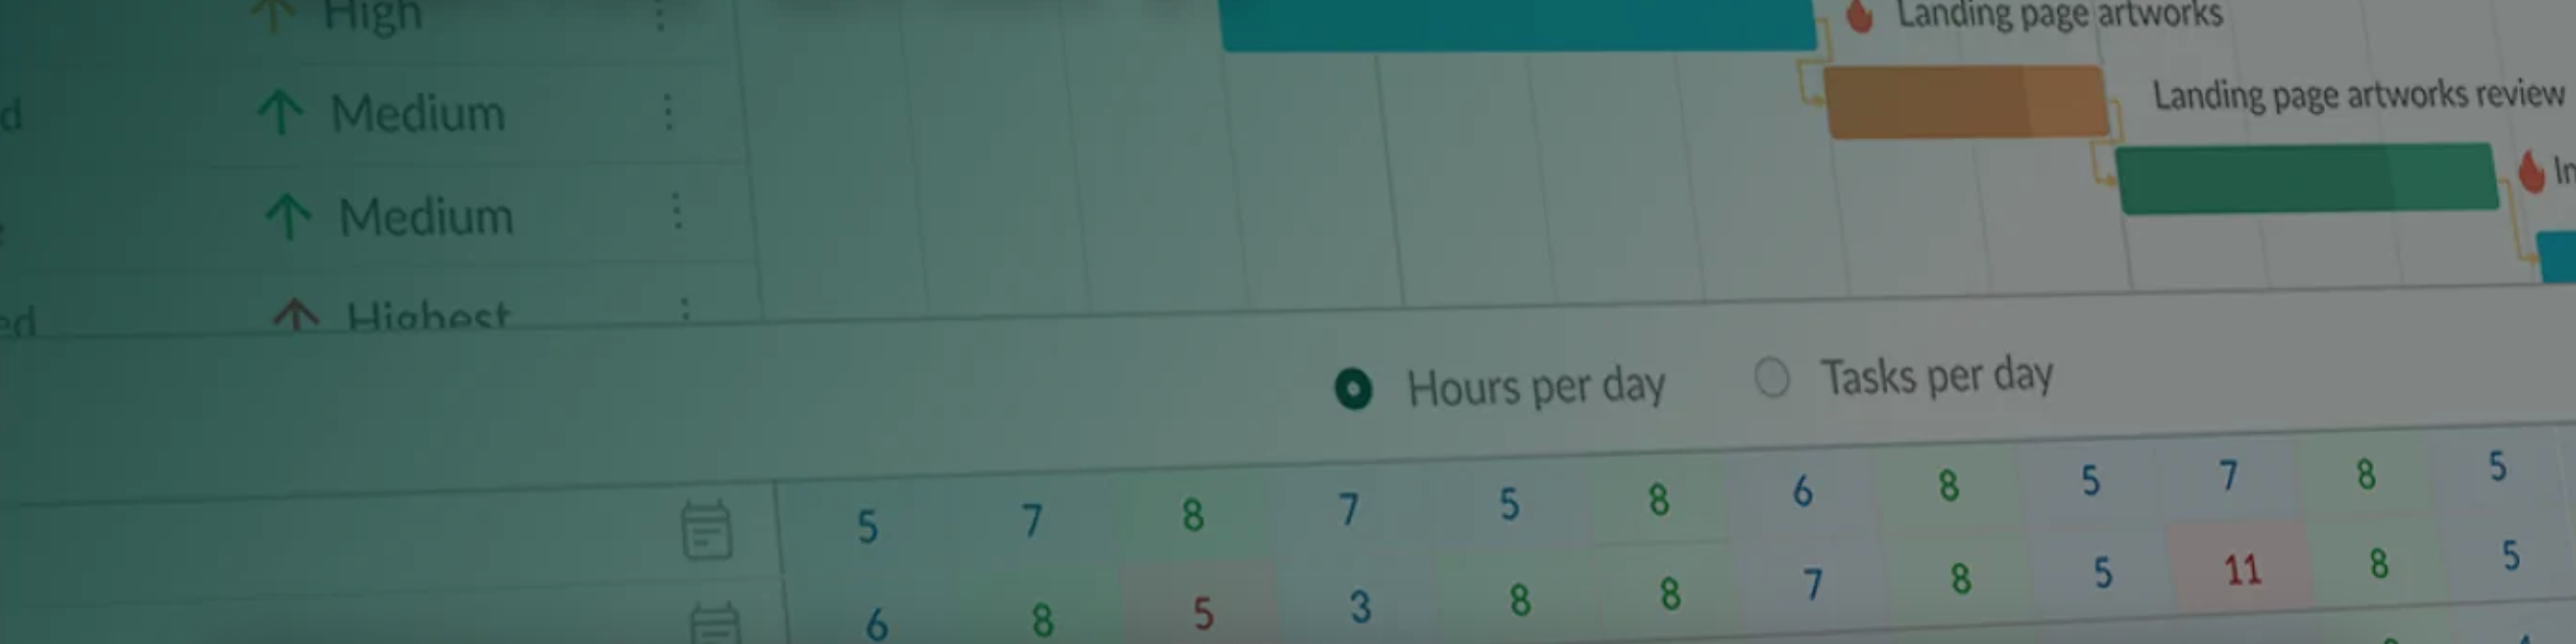 High
Landing page artworks
Medium
Landing page artworks review
Medium
Highest
Hours per day
Tasks per day
5 7 8 7 5 8 6 8 5 7 8 5
6 8 5 3 8 8 7 8 5 11 8 5